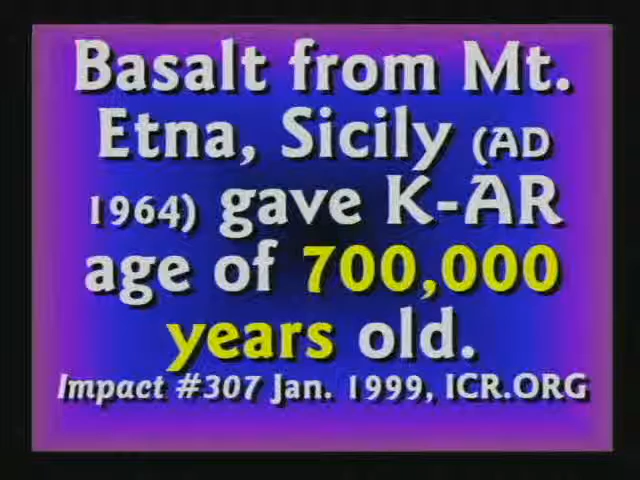 Basalt from Mt.
Etna, Sicily (AD
1964) gave K-AR
age of 700,000
years old.
Impact #307 Jan. 1999, ICR.ORG